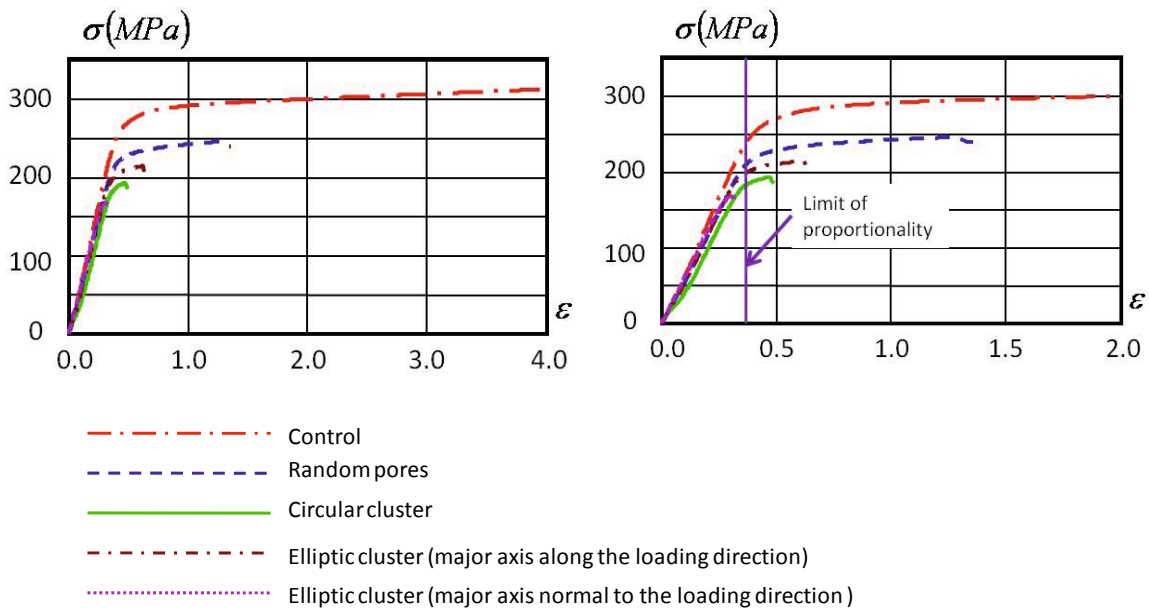 σ(MPa)
300
200
100
0
0.0 1.0 2.0 3.0 4.0
ε
σ(MPa)
300
200
100
0
0.0 0.5 1.0 1.5 2.0
ε
Limit of
proportionality
Control
Random pores
Circular cluster
Elliptic cluster (major axis along the loading direction)
Elliptic cluster (major axis normal to the loading direction )